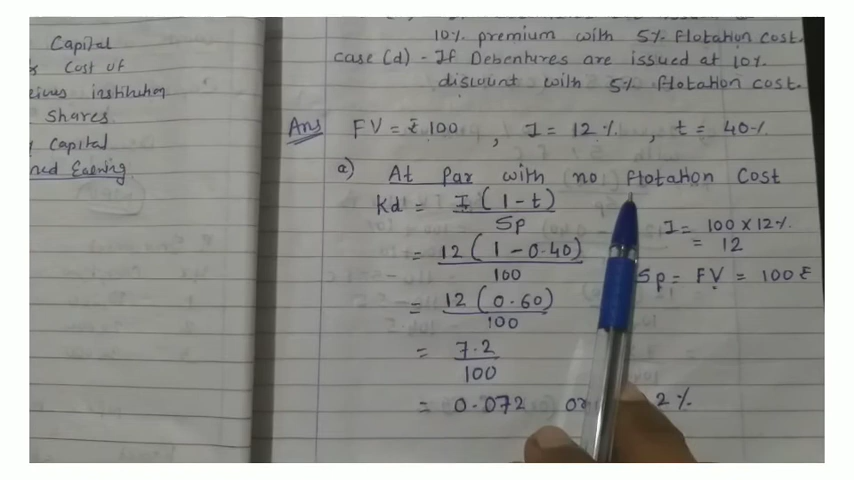 Capital
Cost of
institution
Shares
Capital
Earning
10% premium with 5% flotation cost.
case (d) - If Debentures are issued at 10%
discount with 5% flotation cost.
Ans FV = ₹ 100 , I = 12 % , t = 40%
a) At Par with no flotation Cost
Kd = I ( 1 - t )
Sp
I = 100 x 12%
= 12 ( 1 - 0.40)
100
= 12
Sp = FV = 100 ₹
= 12 ( 0.60)
100
= 7.2
100
= 0.072 or 2 %